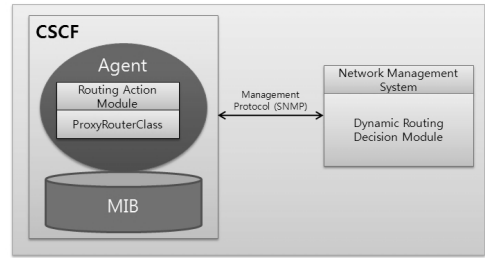 CSCF
Agent
Routing Action
Module
ProxyRouterClass
MIB
Management
Protocol (SNMP)
Network Management
System
Dynamic Routing
Decision Module